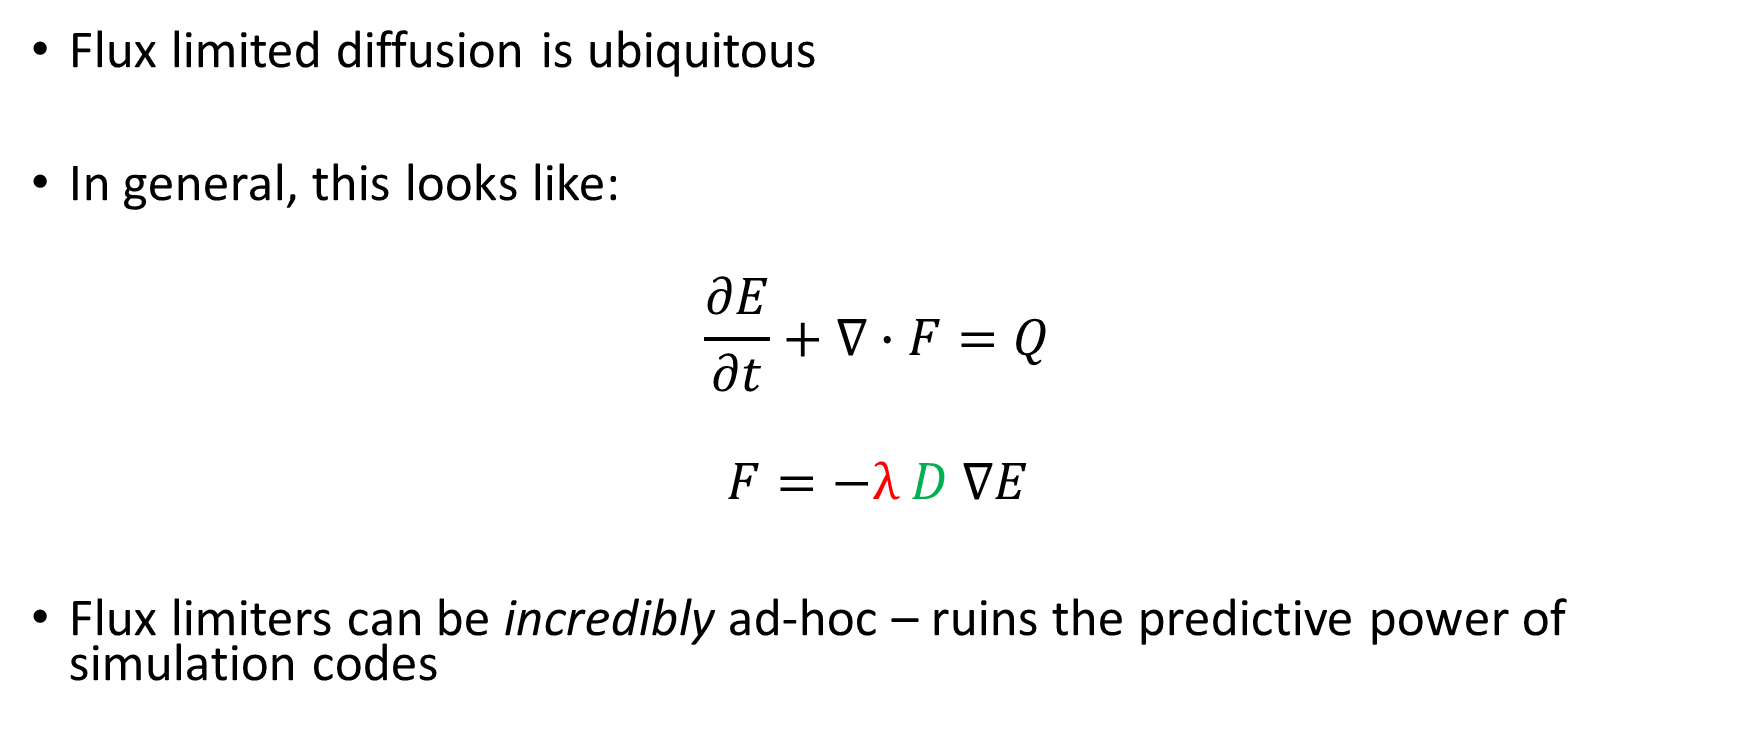 • Flux limited diffusion is ubiquitous
• In general, this looks like:
∂E/∂t + ∇ · F = Q
F = −λ D ∇E
• Flux limiters can be incredibly ad-hoc – ruins the predictive power of
simulation codes